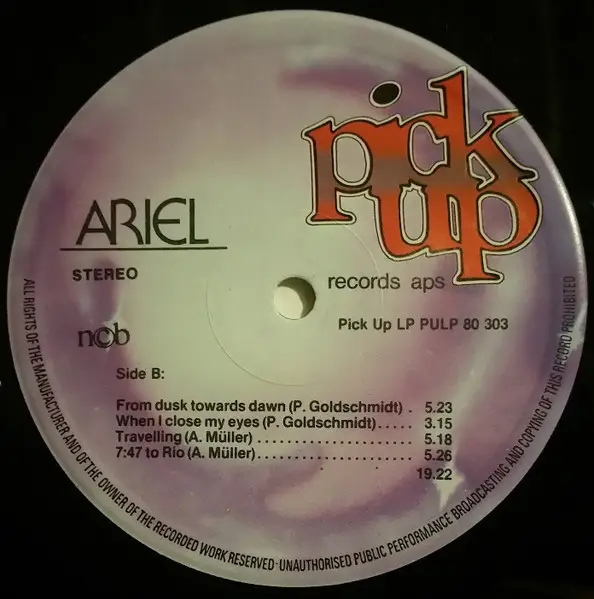 pick
up
ARIEL
STEREO
records aps
ncb
Pick Up LP PULP 80 303
Side B:
From dusk towards dawn (P. Goldschmidt) . 5.23
When I close my eyes (P. Goldschmidt)..... 3.15
Travelling (A. Müller) ........................ 5.18
7:47 to Rio (A. Müller) ........................ 5.26
19.22
ALL RIGHTS OF THE MANUFACTURER AND OF THE OWNER OF THE RECORDED WORK RESERVED-UNAUTHORISED PUBLIC PERFORMANCE BROADCASTING AND COPYING OF THIS RECORD PROHIBITED